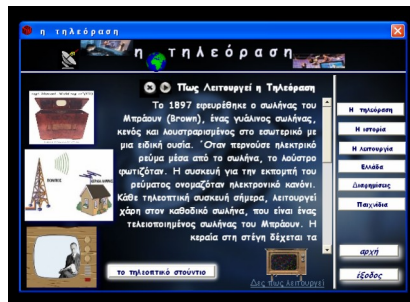 η τηλεόραση
η τηλεόραση
Πως Λειτουργεί η Τηλεόραση
Το 1897 εφευρέθηκε ο σωλήνας του
Μπράουν (Brown), ένας γυάλινος σωλήνας,
κενός και λουστραρισμένος στο εσωτερικό με
μια ειδική ουσία. Όταν περνούσε ηλεκτρικό
ρεύμα μέσα από το σωλήνα, το λούστρο
φωτιζόταν. Η συσκευή για την εκπομπή του
ρεύματος ονομαζόταν ηλεκτρονικό κανόνι.
Κάθε τηλεοπτική συσκευή σήμερα, λειτουργεί
χάρη στον καθοδικό σωλήνα, που είναι ένας
τελειοποιημένος σωλήνας του Μπράουν. Η
κεραία στη στέγη δέχεται τα
το τηλεοπτικό στούντιο
Δες πως λειτουργεί
Η τηλεόραση
Η ιστορία
Η λειτουργία
Ελλάδα
Διαφημίσεις
Παιχνίδια
αρχή
έξοδος